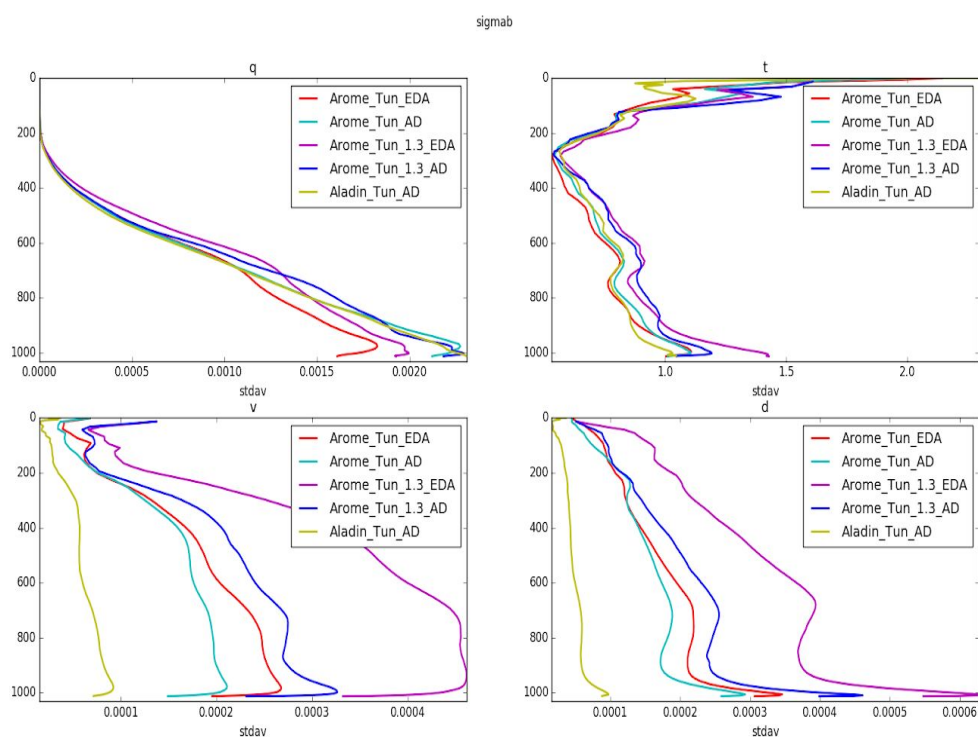 sigmab
q
0
200
400
600
800
1000
0.0000 0.0005 0.0010 0.0015 0.0020
stdav
Arome_Tun_EDA
Arome_Tun_AD
Arome_Tun_1.3_EDA
Arome_Tun_1.3_AD
Aladin_Tun_AD
t
0
200
400
600
800
1000
1.0 1.5 2.0
stdav
Arome_Tun_EDA
Arome_Tun_AD
Arome_Tun_1.3_EDA
Arome_Tun_1.3_AD
Aladin_Tun_AD
v
0
200
400
600
800
1000
0.0001 0.0002 0.0003 0.0004
stdav
Arome_Tun_EDA
Arome_Tun_AD
Arome_Tun_1.3_EDA
Arome_Tun_1.3_AD
Aladin_Tun_AD
d
0
200
400
600
800
1000
0.0001 0.0002 0.0003 0.0004 0.0005 0.0006
stdav
Arome_Tun_EDA
Arome_Tun_AD
Arome_Tun_1.3_EDA
Arome_Tun_1.3_AD
Aladin_Tun_AD